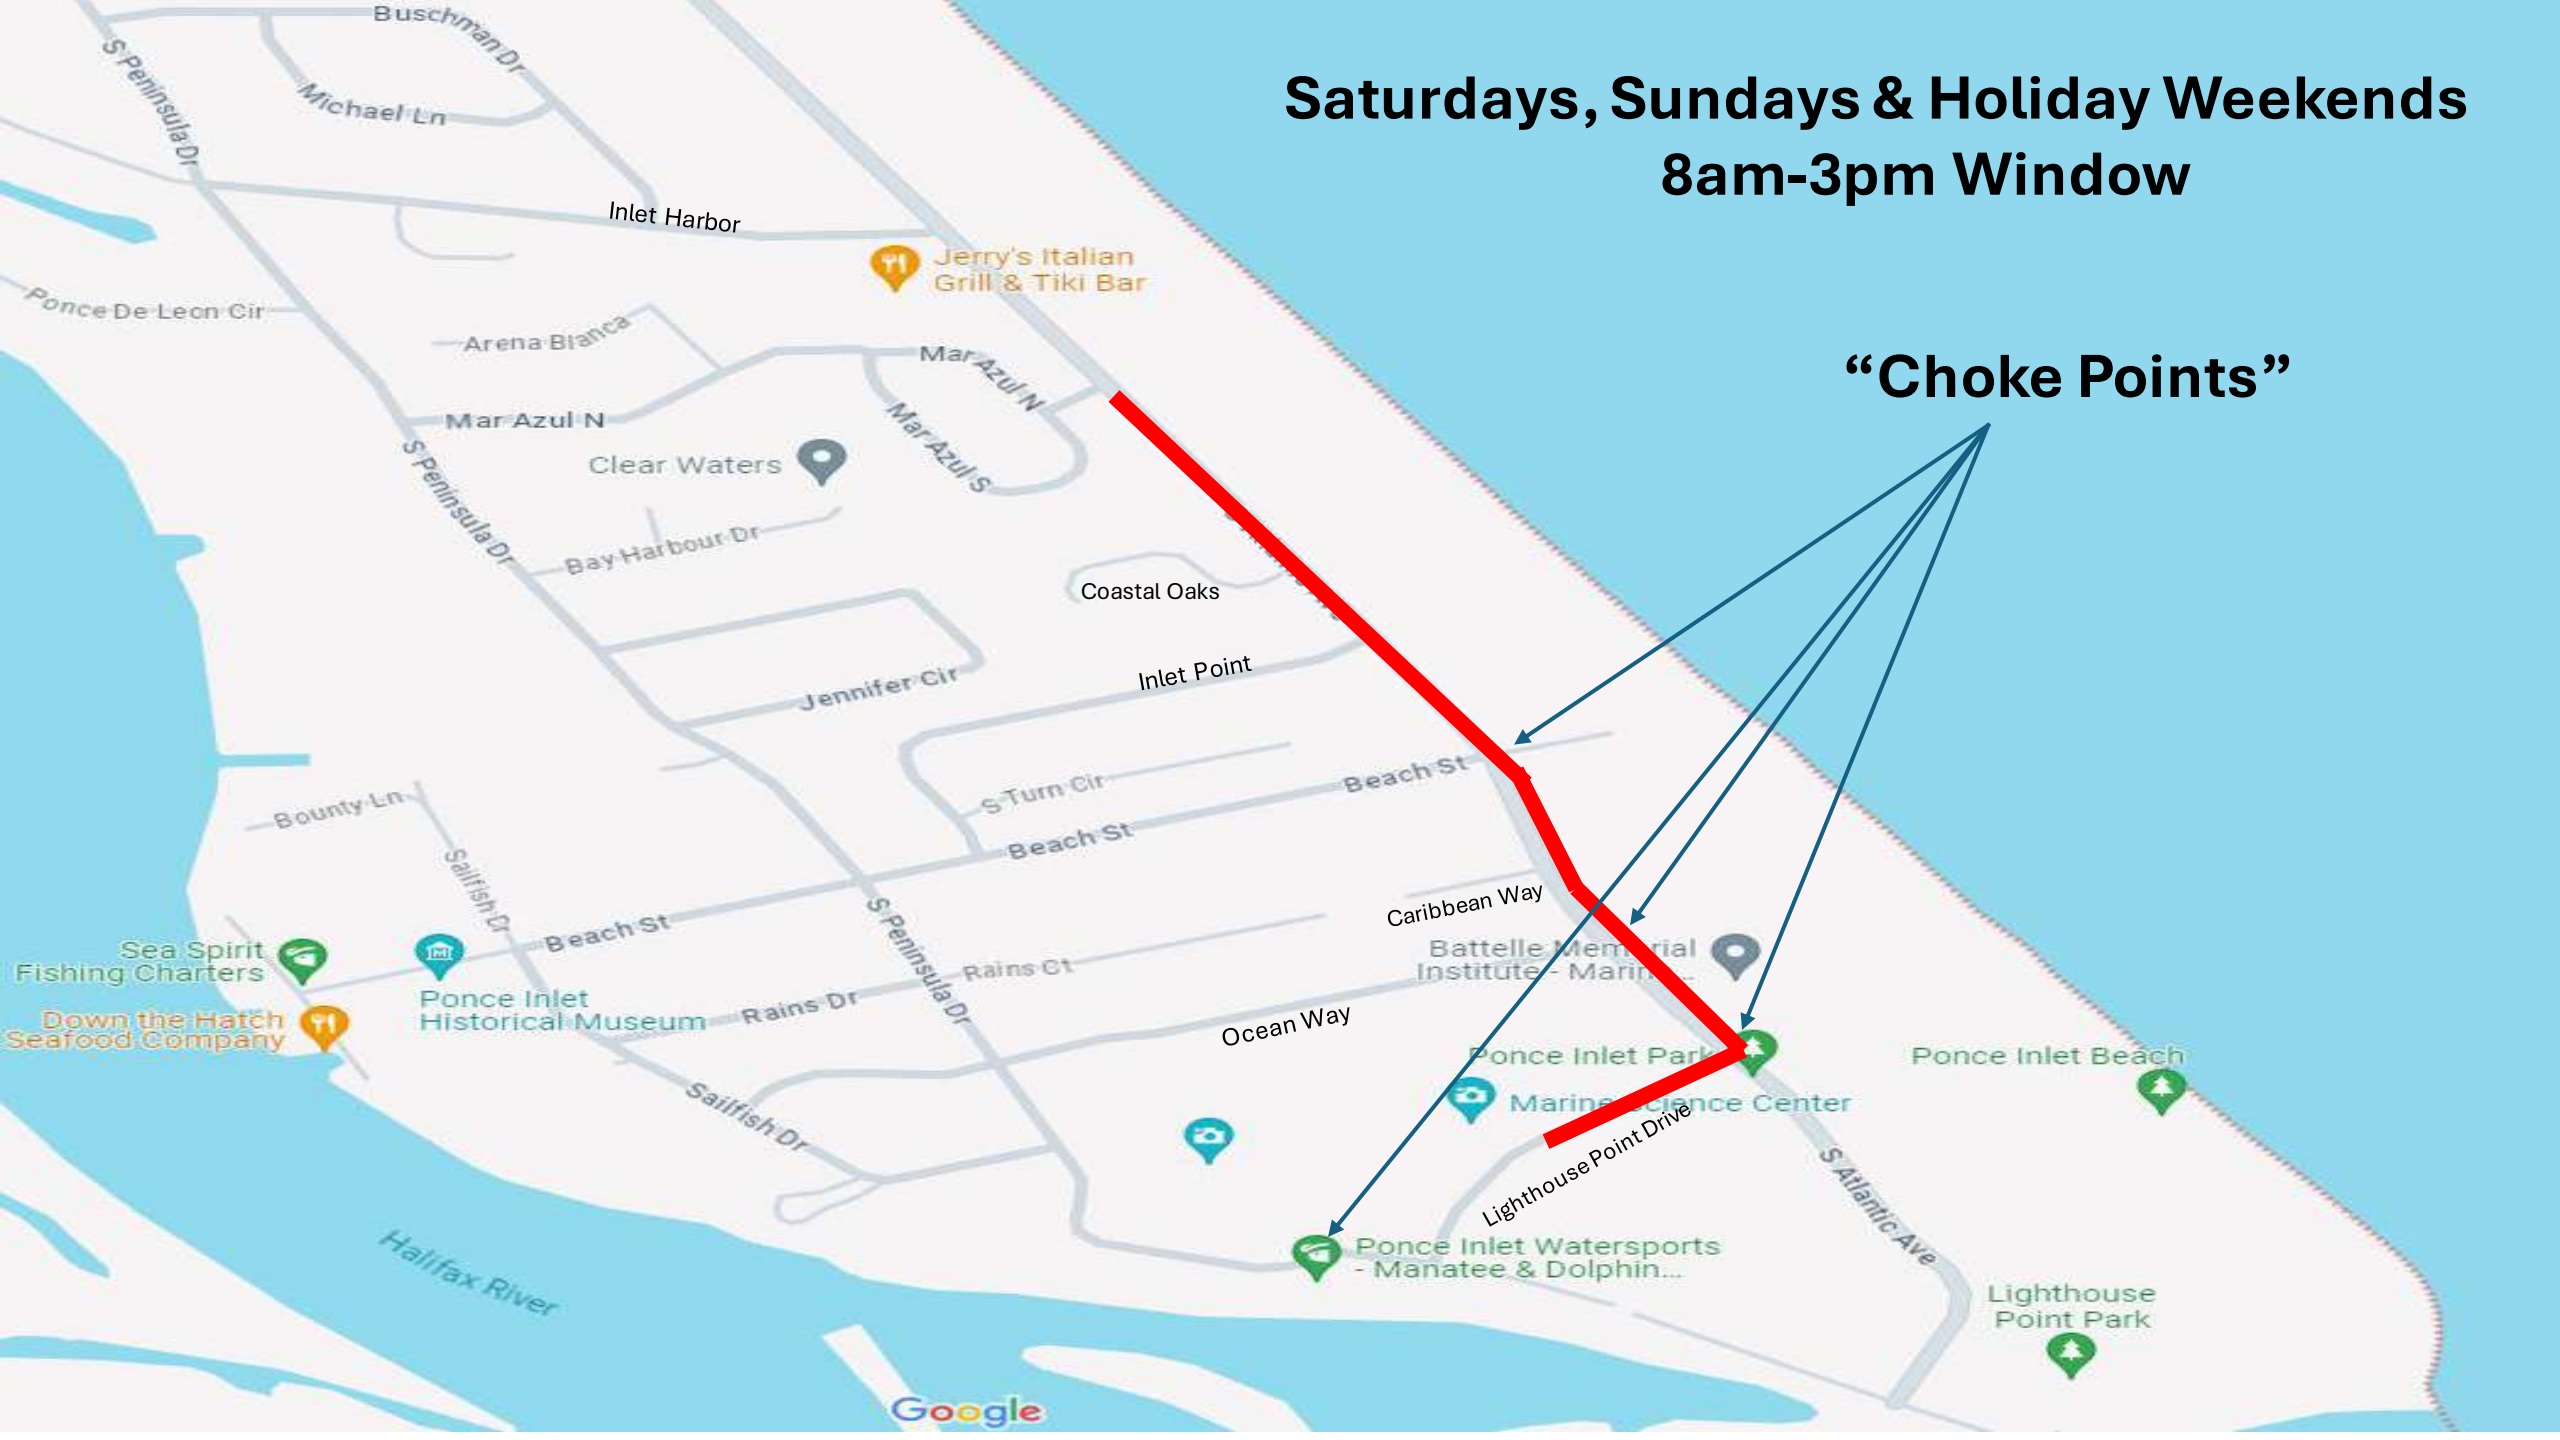 Buschman Dr
S Peninsula Dr
Michael Ln
Saturdays, Sundays & Holiday Weekends
8am-3pm Window
Inlet Harbor
Jerry's Italian
Grill & Tiki Bar
Ponce De Leon Cir
Arena Blanca
Mar Azul N
“Choke Points”
Mar Azul N
Mar Azul S
S Peninsula Dr
Clear Waters
Bay Harbour Dr
Coastal Oaks
Inlet Point
Jennifer Cir
S Turn Cir
Beach St
Bounty Ln
Beach St
Sailfish Dr
Caribbean Way
S Peninsula Dr
Beach St
Sea Spirit
Fishing Charters
Battelle Memorial
Institute - Marin...
Rains Ct
Ponce Inlet
Historical Museum
Rains Dr
Down the Hatch
Seafood Company
Ocean Way
Ponce Inlet Park
Ponce Inlet Beach
Marine Science Center
Sailfish Dr
Lighthouse Point Drive
S Atlantic Ave
Ponce Inlet Watersports
- Manatee & Dolphin...
Halifax River
Lighthouse
Point Park
Google